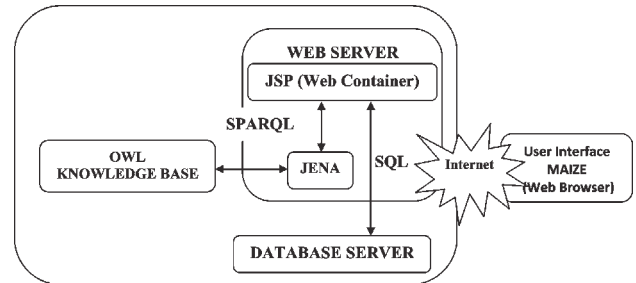 WEB SERVER
JSP (Web Container)
SPARQL
OWL
KNOWLEDGE BASE
JENA
SQL
Internet
User Interface
MAIZE
(Web Browser)
DATABASE SERVER